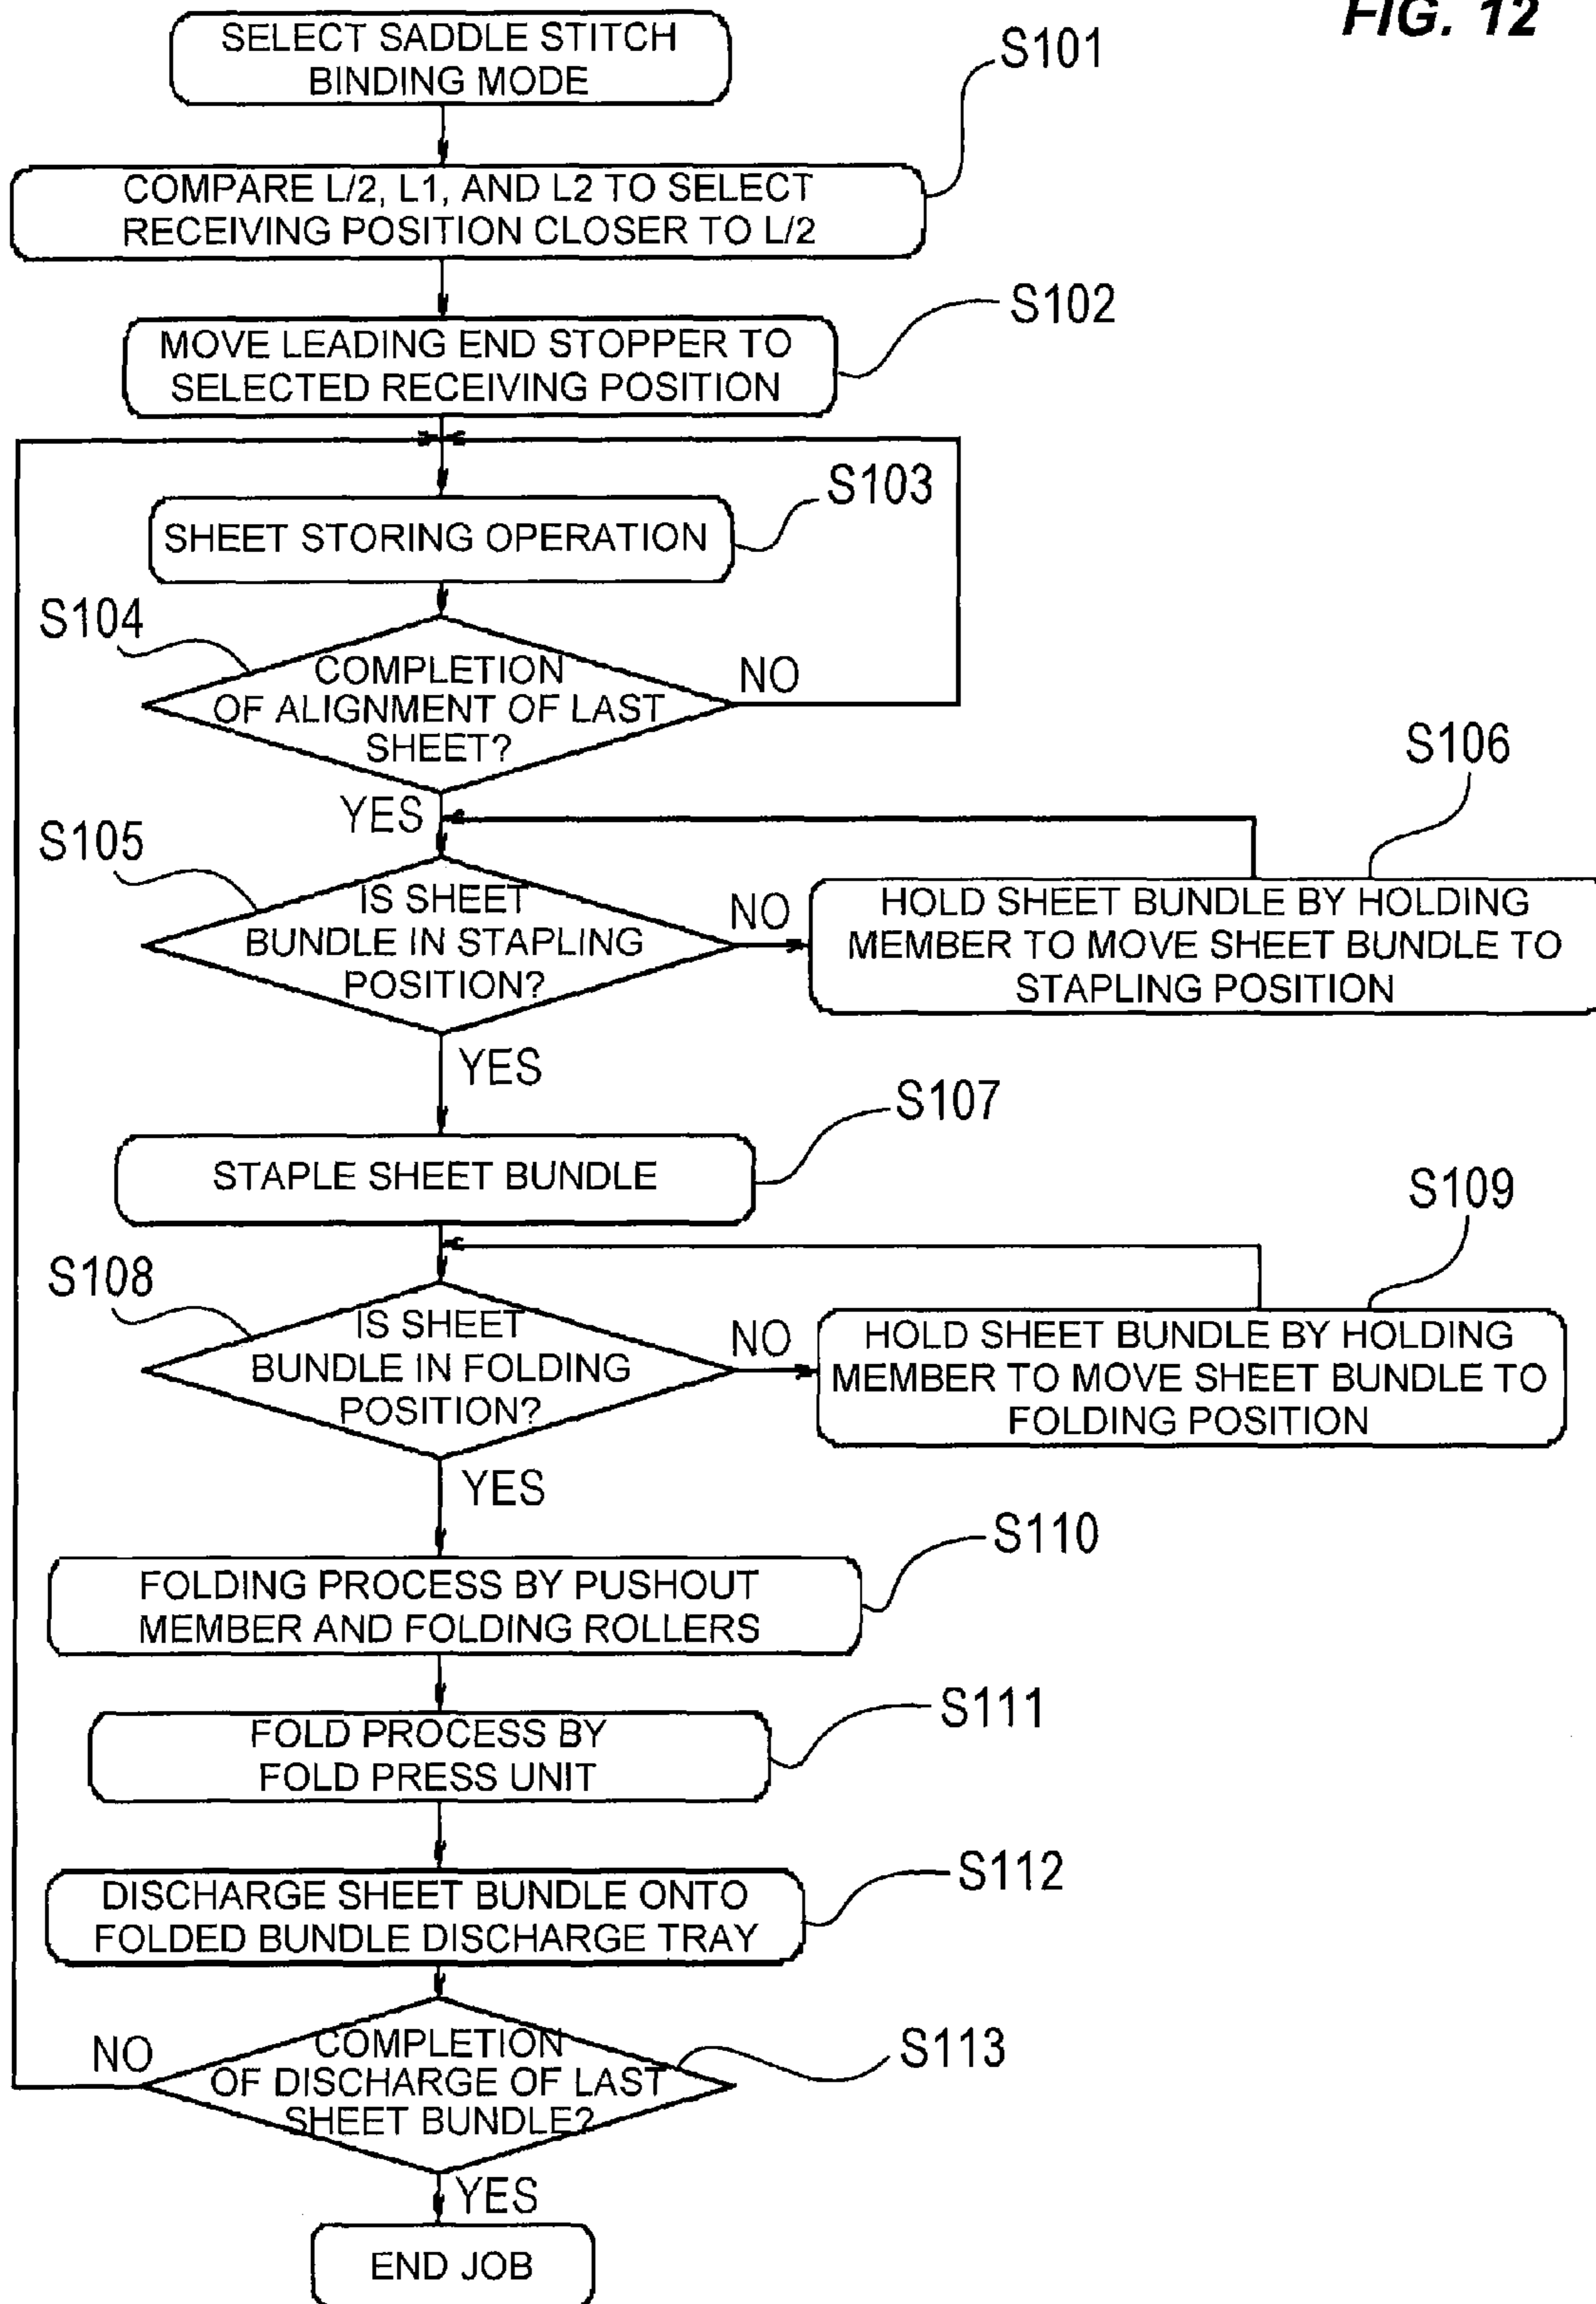 FIG. 12
SELECT SADDLE STITCH
BINDING MODE
S101
COMPARE L/2, L1, AND L2 TO SELECT
RECEIVING POSITION CLOSER TO L/2
S102
MOVE LEADING END STOPPER TO
SELECTED RECEIVING POSITION
S103
SHEET STORING OPERATION
S104
COMPLETION
OF ALIGNMENT OF LAST
SHEET?
NO
YES
S105
IS SHEET
BUNDLE IN STAPLING
POSITION?
NO
S106
HOLD SHEET BUNDLE BY HOLDING
MEMBER TO MOVE SHEET BUNDLE TO
STAPLING POSITION
YES
S107
STAPLE SHEET BUNDLE
S108
IS SHEET
BUNDLE IN FOLDING
POSITION?
NO
S109
HOLD SHEET BUNDLE BY HOLDING
MEMBER TO MOVE SHEET BUNDLE TO
FOLDING POSITION
YES
S110
FOLDING PROCESS BY PUSHOUT
MEMBER AND FOLDING ROLLERS
S111
FOLD PROCESS BY
FOLD PRESS UNIT
S112
DISCHARGE SHEET BUNDLE ONTO
FOLDED BUNDLE DISCHARGE TRAY
S113
NO
COMPLETION
OF DISCHARGE OF LAST
SHEET BUNDLE?
YES
END JOB